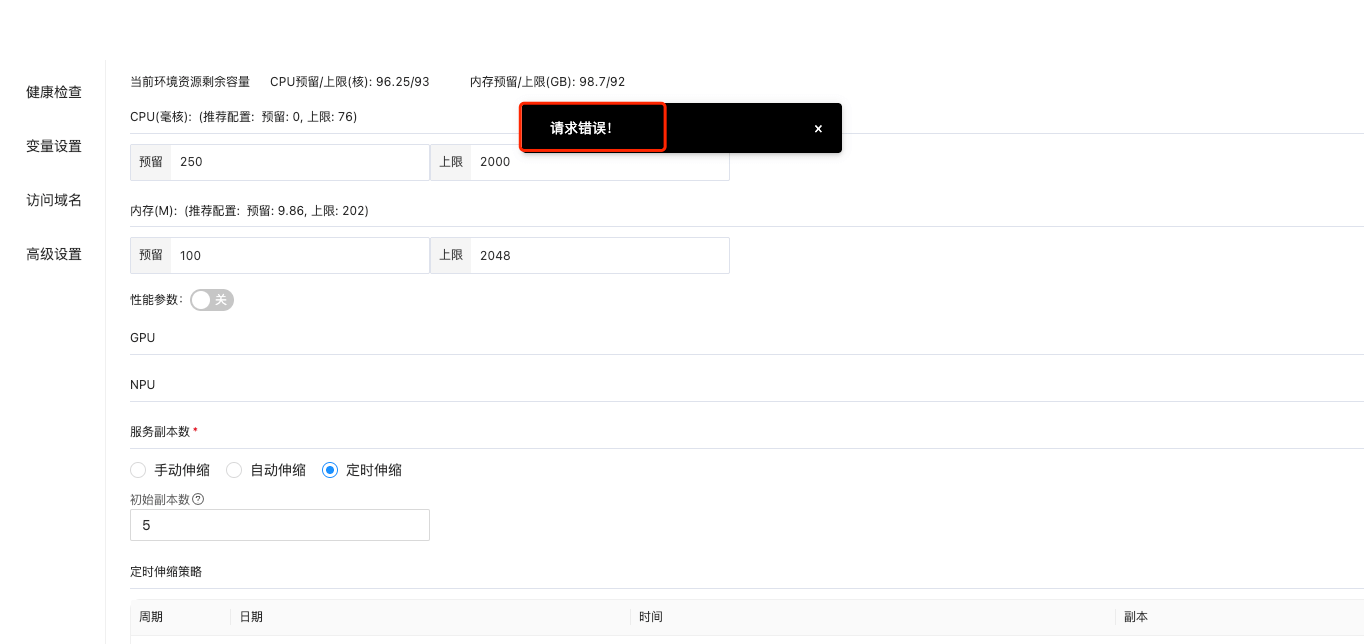 健康检查
变量设置
访问域名
高级设置
当前环境资源剩余容量 CPU预留/上限(核): 96.25/93 内存预留/上限(GB): 98.7/92
CPU(毫核): (推荐配置: 预留: 0, 上限: 76)
请求错误! ×
预留 250 上限 2000
内存(M): (推荐配置: 预留: 9.86, 上限: 202)
预留 100 上限 2048
性能参数: 关
GPU
NPU
服务副本数 *
手动伸缩 自动伸缩 定时伸缩
初始副本数?
5
定时伸缩策略
周期 日期 时间 副本